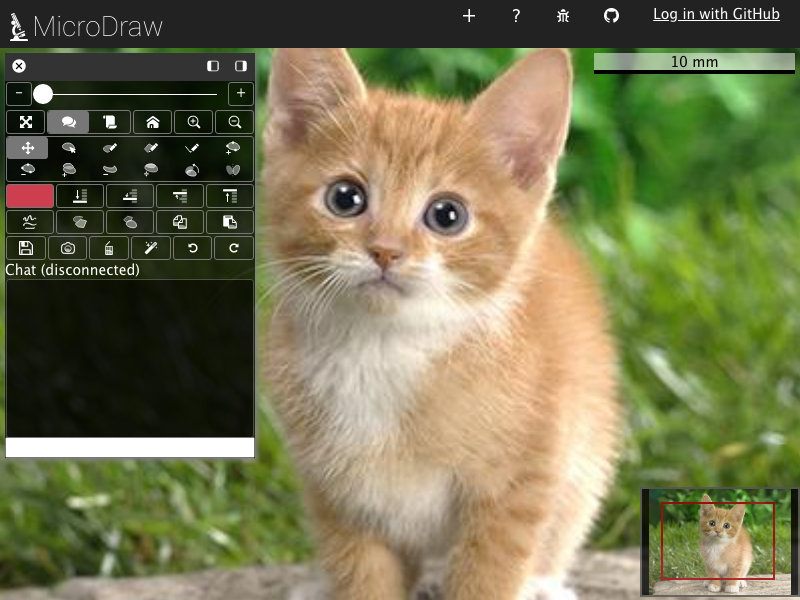 MicroDraw
+ ? Log in with GitHub
10 mm
- +
Chat (disconnected)